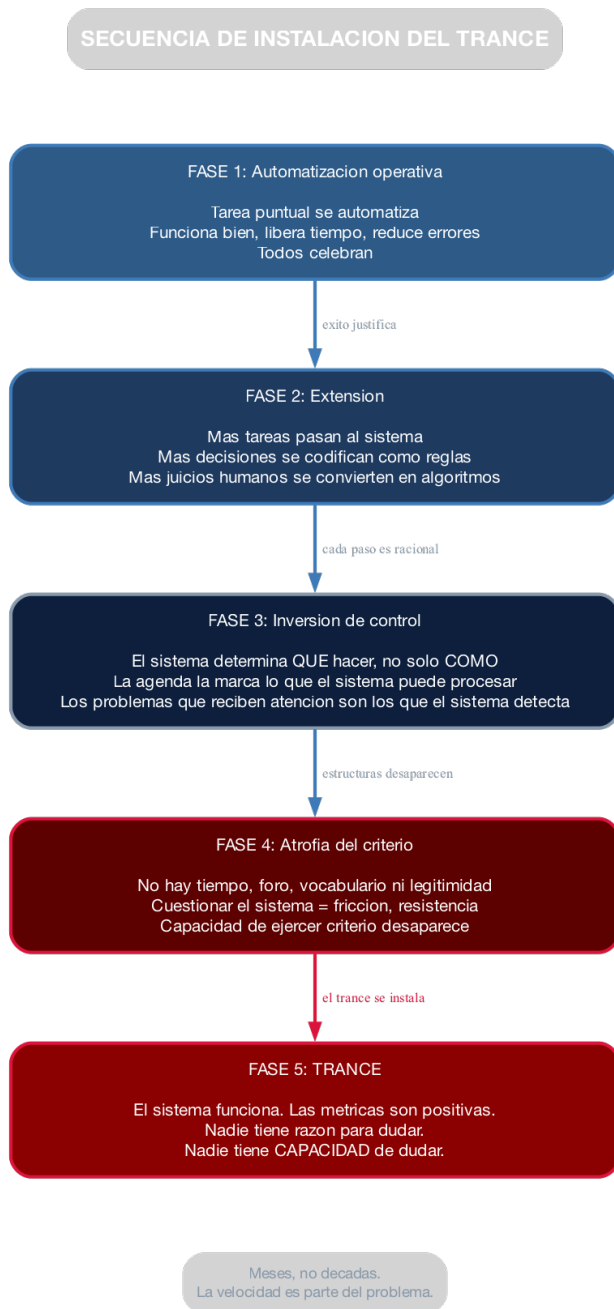 SECUENCIA DE INSTALACION DEL TRANCE
FASE 1: Automatizacion operativa
Tarea puntual se automatiza
Funciona bien, libera tiempo, reduce errores
Todos celebran
exito justifica
FASE 2: Extension
Mas tareas pasan al sistema
Mas decisiones se codifican como reglas
Mas juicios humanos se convierten en algoritmos
cada paso es racional
FASE 3: Inversion de control
El sistema determina QUE hacer, no solo COMO
La agenda la marca lo que el sistema puede procesar
Los problemas que reciben atencion son los que el sistema detecta
estructuras desaparecen
FASE 4: Atrofia del criterio
No hay tiempo, foro, vocabulario ni legitimidad
Cuestionar el sistema = friccion, resistencia
Capacidad de ejercer criterio desaparece
el trance se instala
FASE 5: TRANCE
El sistema funciona. Las metricas son positivas.
Nadie tiene razon para dudar.
Nadie tiene CAPACIDAD de dudar.
Meses, no decadas.
La velocidad es parte del problema.